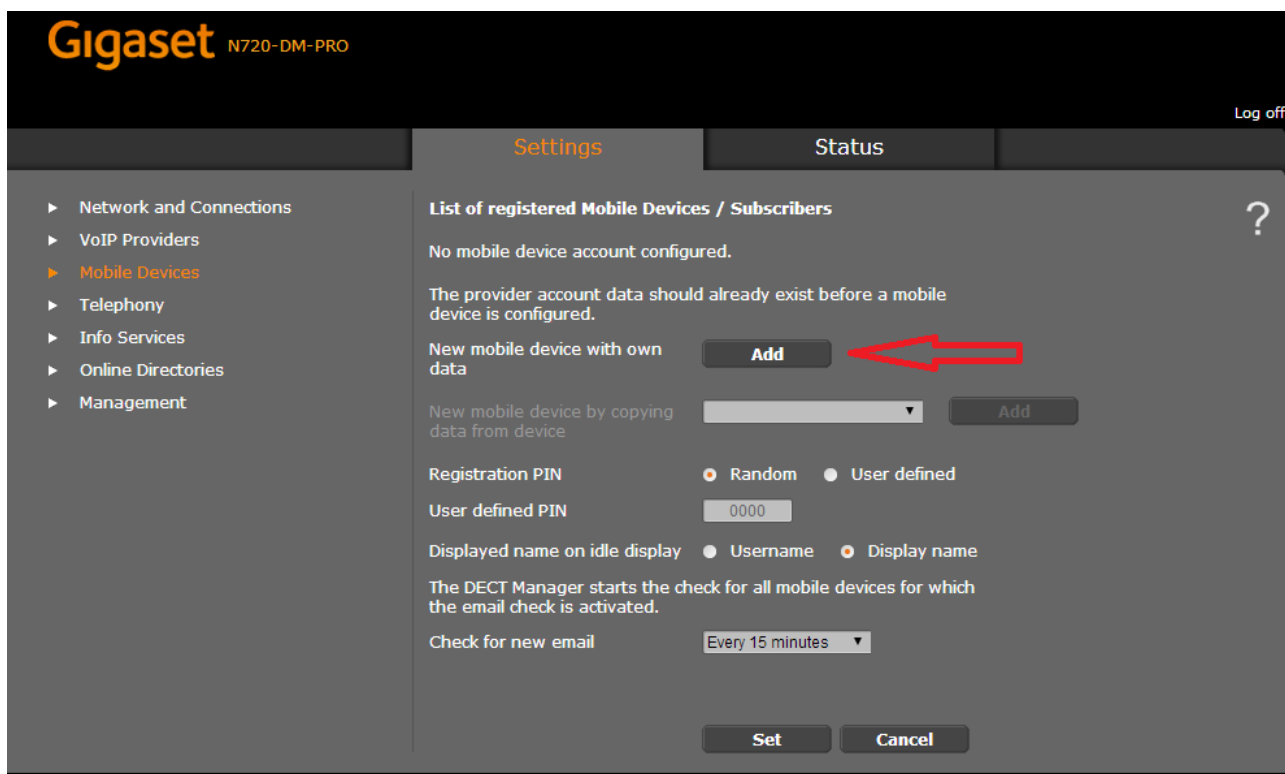 Gigaset N720-DM-PRO
Log off
Settings
Status
Network and Connections
VoIP Providers
Mobile Devices
Telephony
Info Services
Online Directories
Management
List of registered Mobile Devices / Subscribers
?
No mobile device account configured.
The provider account data should already exist before a mobile
device is configured.
New mobile device with own
data
Add
New mobile device by copying
data from device
Add
Registration PIN
Random
User defined
User defined PIN
0000
Displayed name on idle display
Username
Display name
The DECT Manager starts the check for all mobile devices for which
the email check is activated.
Check for new email
Every 15 minutes
Set
Cancel